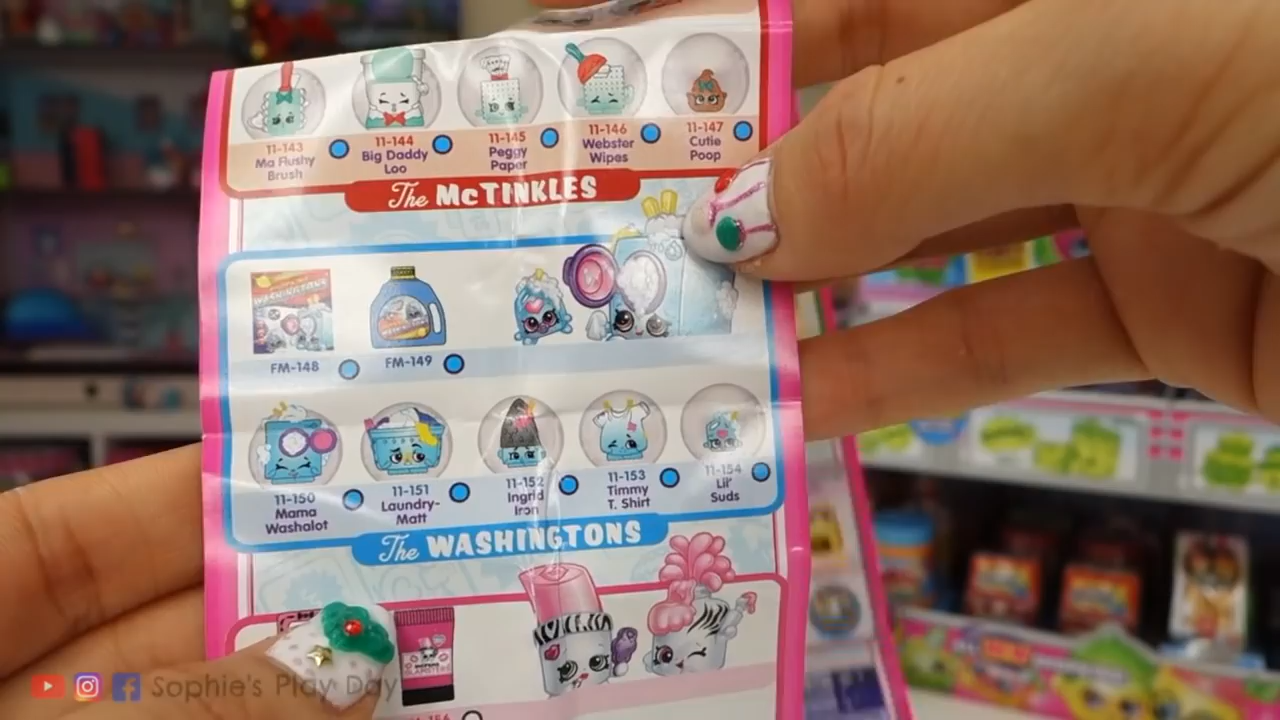 11-143
Ma Flushy
Brush
11-144
Big Daddy
Loo
11-145
Peggy
Paper
11-146
Webster
Wipes
11-147
Cutie
Poop
The McTINKLES
WASHINGTONS
FM-148
FM-149
11-150
Mama
Washalot
11-151
Laundry-
Matt
11-152
Ingrid
Iron
11-153
Timmy
T. Shirt
11-154
Lil'
Suds
The WASHINGTONS
Sophie's Play Day